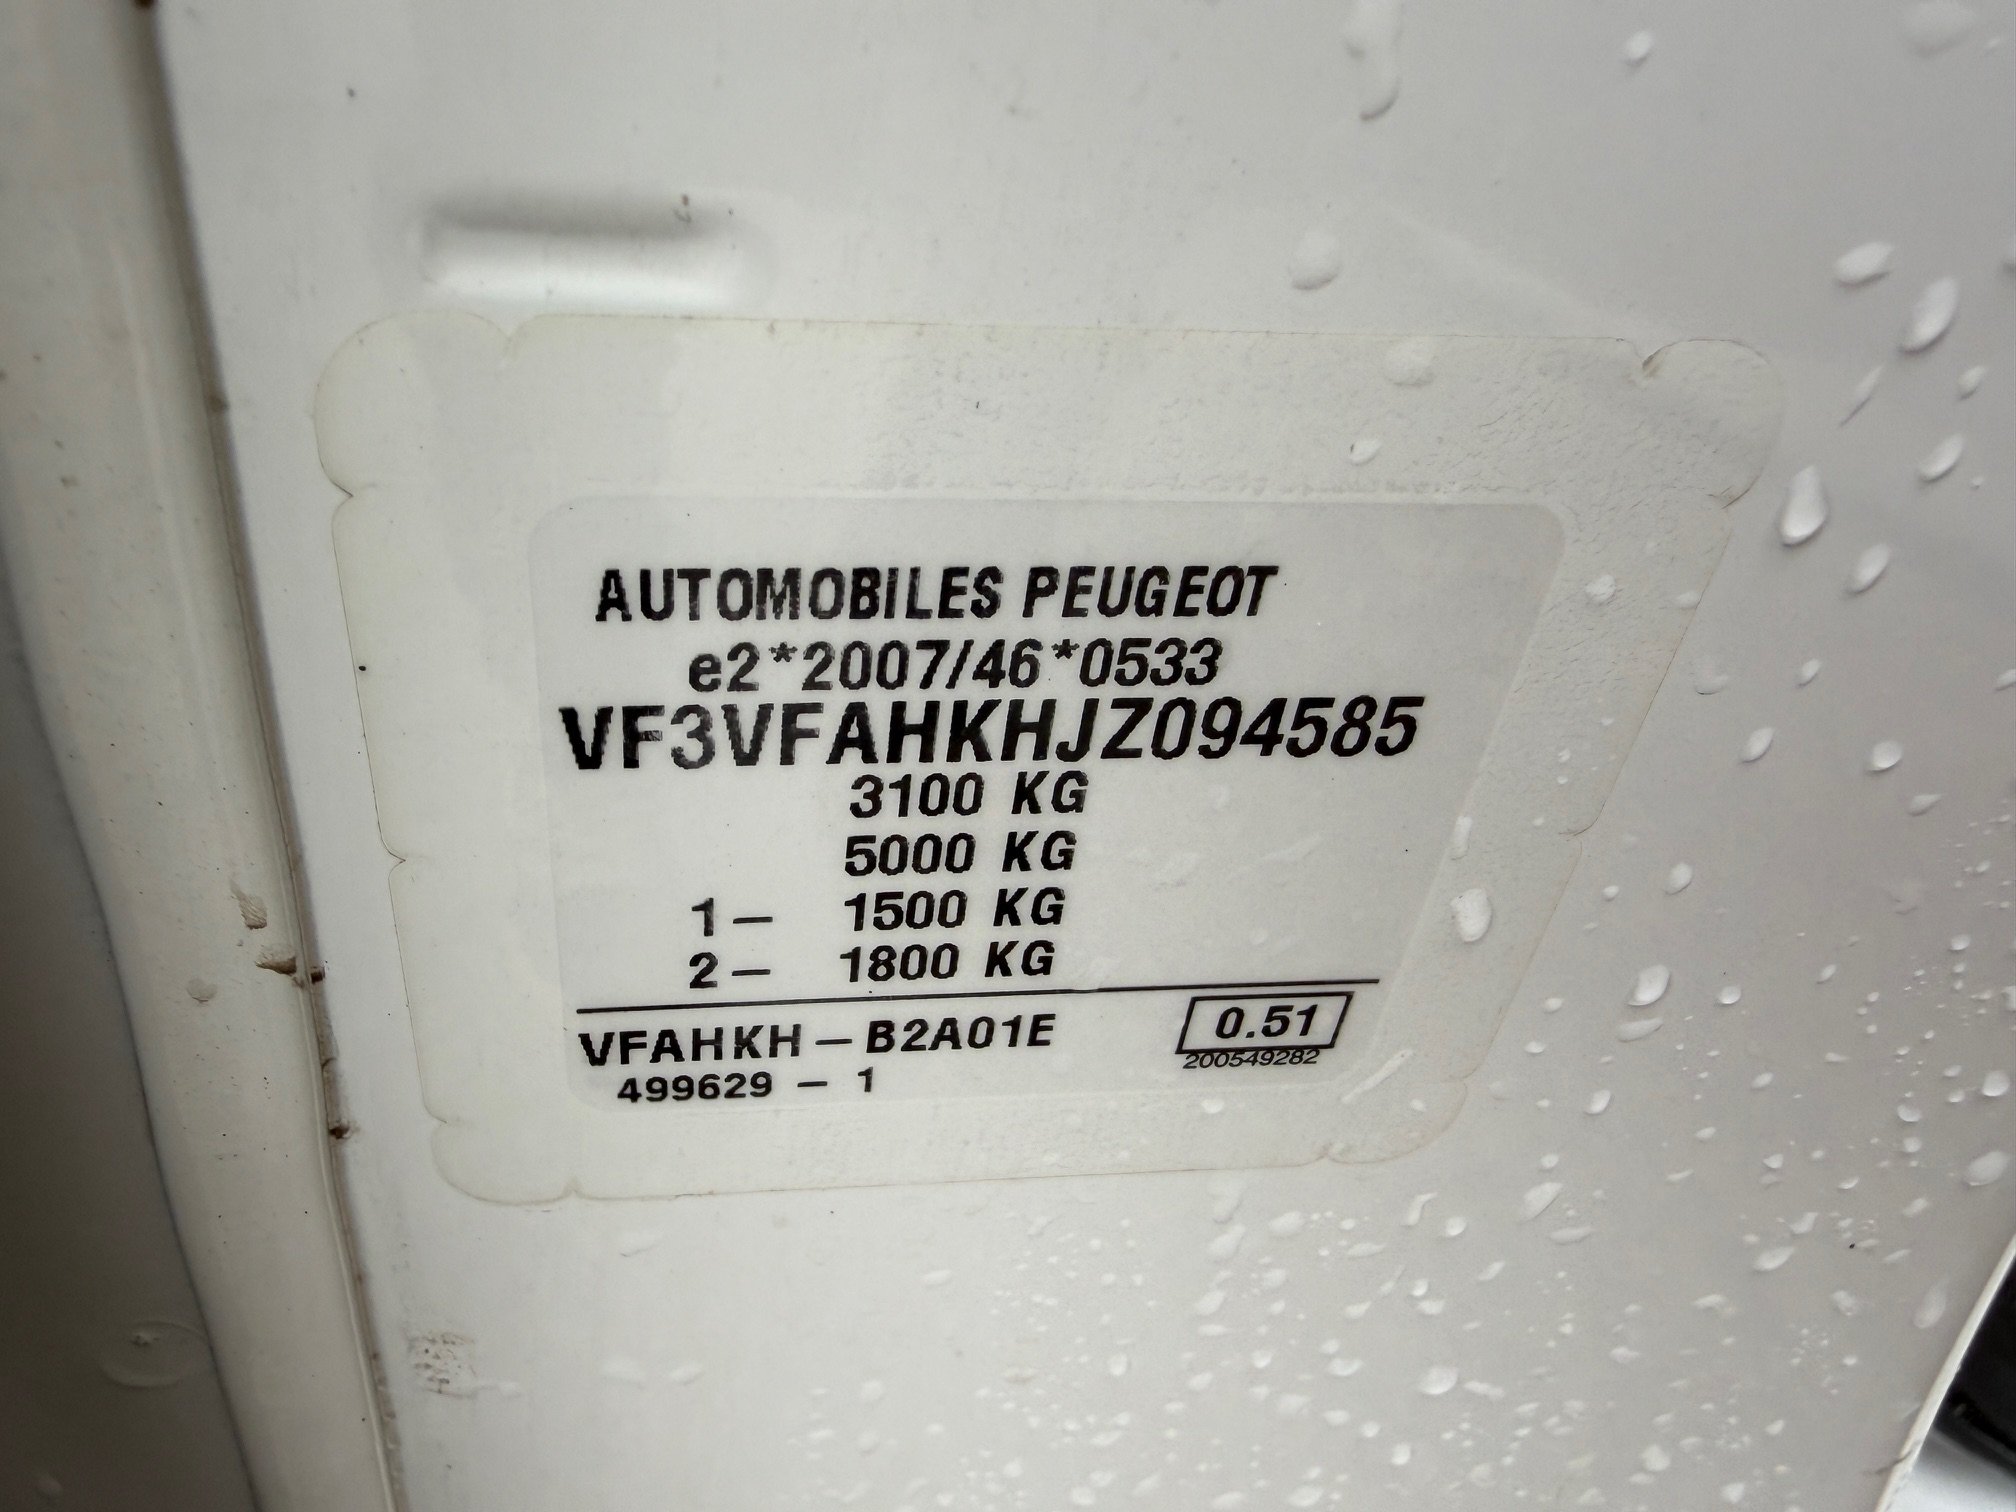 AUTOMOBILES PEUGEOT
e2*2007/46*0533
VF3VFAHKHJZ094585
3100 KG
5000 KG
1 – 1500 KG
2 – 1800 KG
VFAHKH – B2A01E
0.51
200549282
499629 – 1